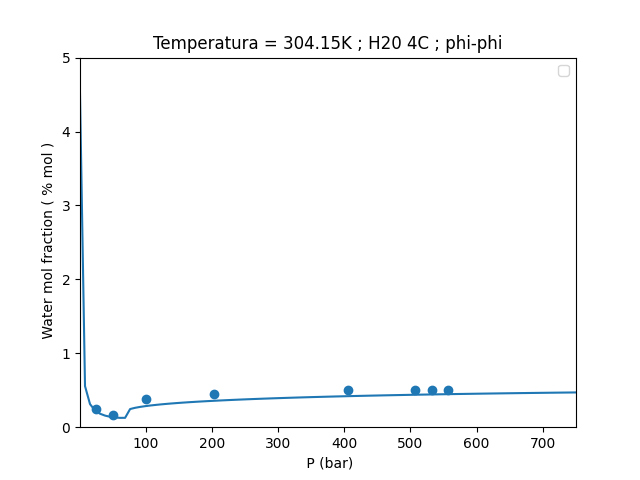 Temperatura = 304.15K ; H20 4C ; phi-phi
Water mol fraction ( % mol )
5
4
3
2
1
0
100 200 300 400 500 600 700
P (bar)